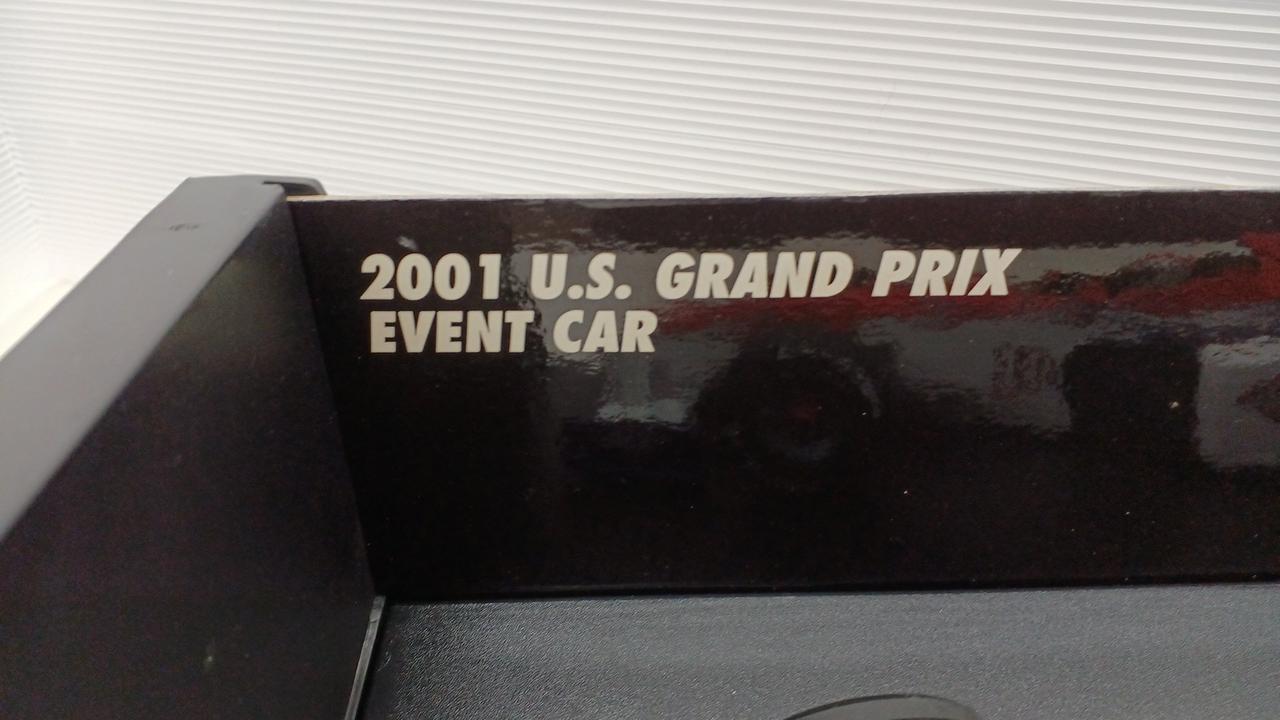 2001 U.S. GRAND PRIX
EVENT CAR